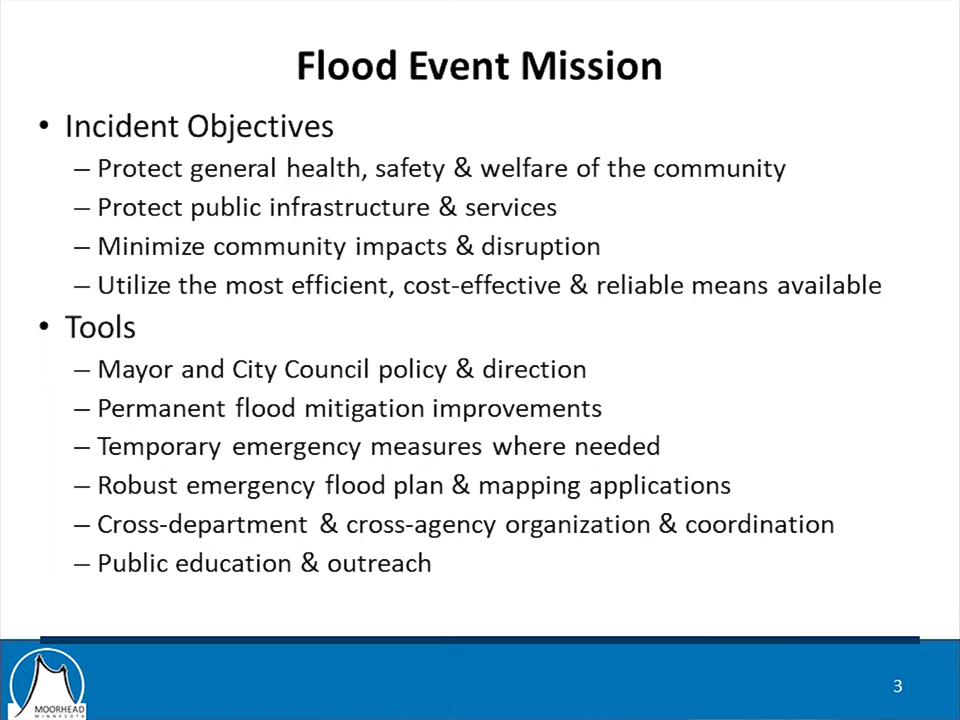 Flood Event Mission
• Incident Objectives
– Protect general health, safety & welfare of the community
– Protect public infrastructure & services
– Minimize community impacts & disruption
– Utilize the most efficient, cost-effective & reliable means available
• Tools
– Mayor and City Council policy & direction
– Permanent flood mitigation improvements
– Temporary emergency measures where needed
– Robust emergency flood plan & mapping applications
– Cross-department & cross-agency organization & coordination
– Public education & outreach
MOORHEAD
MINNESOTA
3